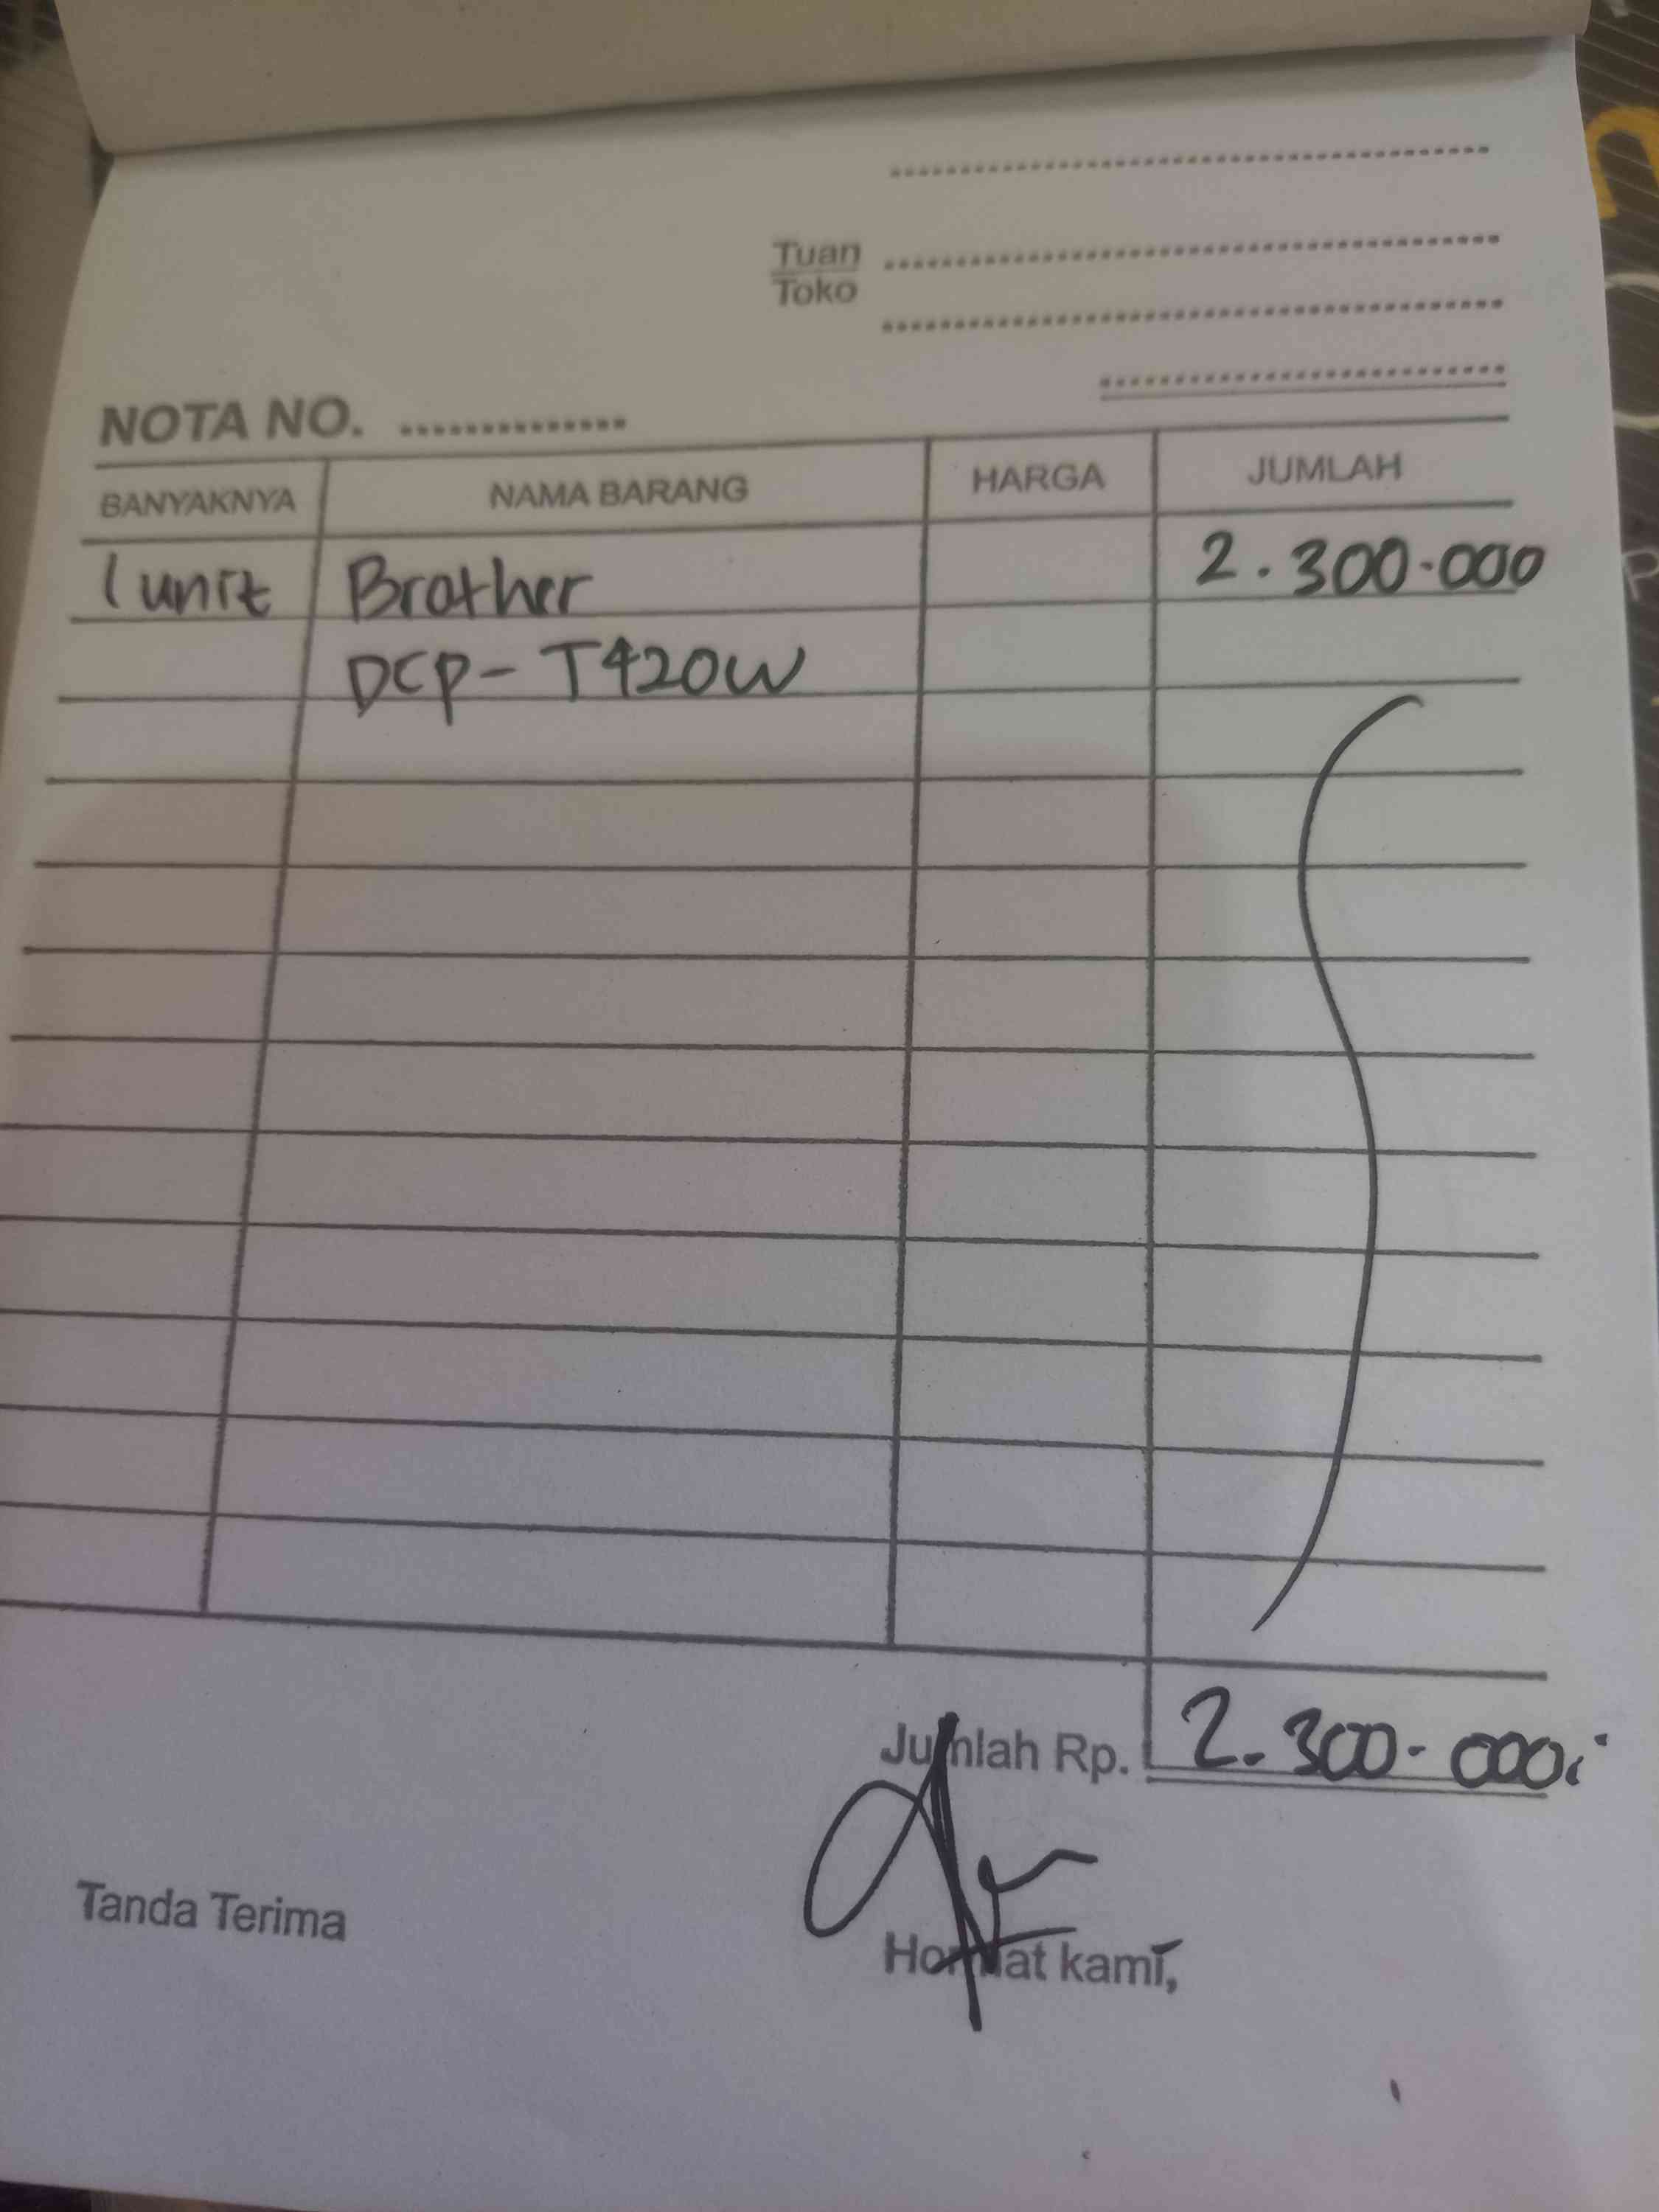 Tuan
Toko
NOTA NO. ..............
BANYAKNYA NAMA BARANG HARGA JUMLAH
1 unit Brother 2.300.000
DCP-T420W
Jumlah Rp. 2.300.000
Tanda Terima
Hormat kami,